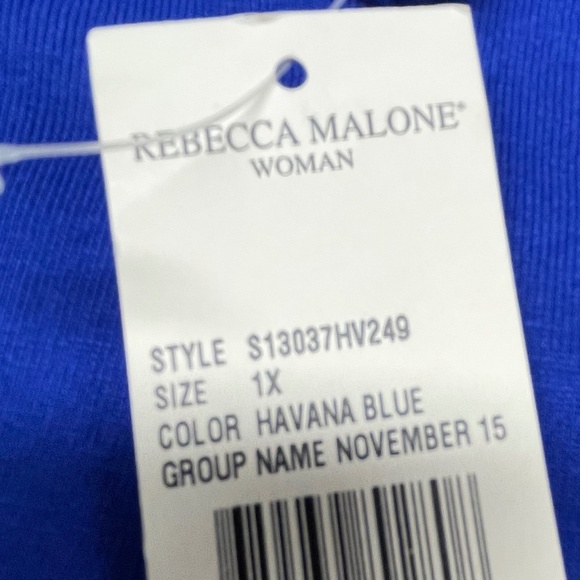 REBECCA MALONE®
WOMAN
STYLE S13037HV249
SIZE 1X
COLOR HAVANA BLUE
GROUP NAME NOVEMBER 15